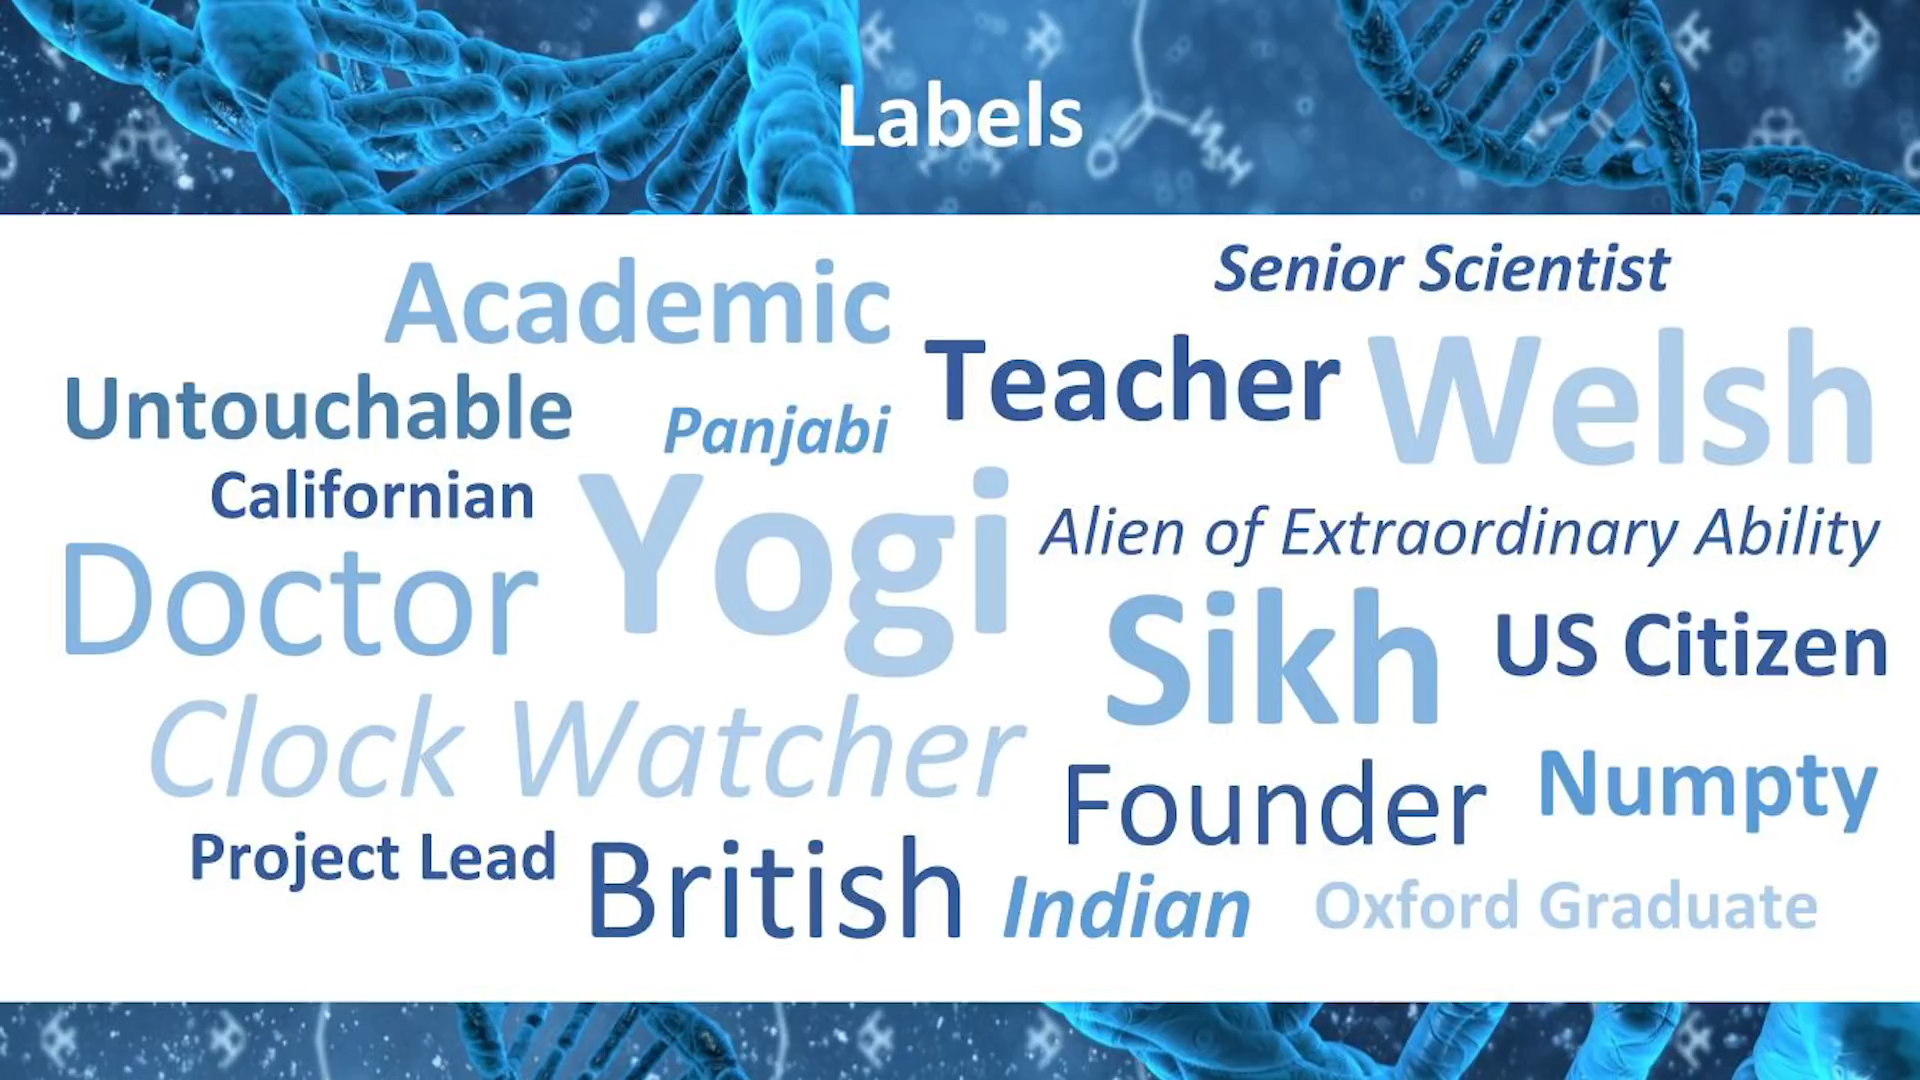 Labels
Senior Scientist
Academic
Teacher
Welsh
Untouchable
Panjabi
Californian
Yogi
Alien of Extraordinary Ability
Doctor
Sikh
US Citizen
Clock Watcher
Founder
Numpty
Project Lead
British
Indian
Oxford Graduate